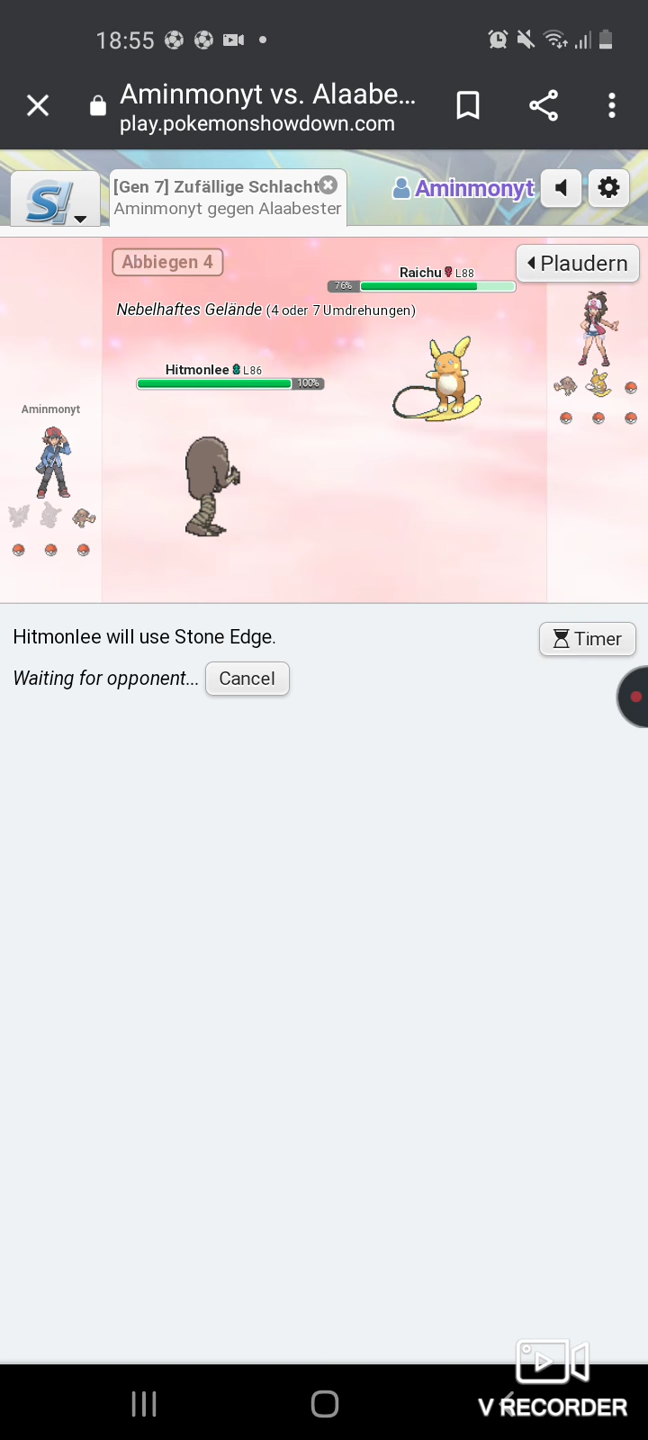 18:55
Aminmonyt vs. Alaabe...
play.pokemonshowdown.com
[Gen 7] Zufällige Schlacht
Aminmonyt gegen Alaabester
Aminmonyt
Abbiegen 4
Plaudern
Raichu L88
76%
Nebelhaftes Gelände (4 oder 7 Umdrehungen)
Hitmonlee L86
100%
Aminmonyt
Hitmonlee will use Stone Edge.
Timer
Waiting for opponent... Cancel
V RECORDER